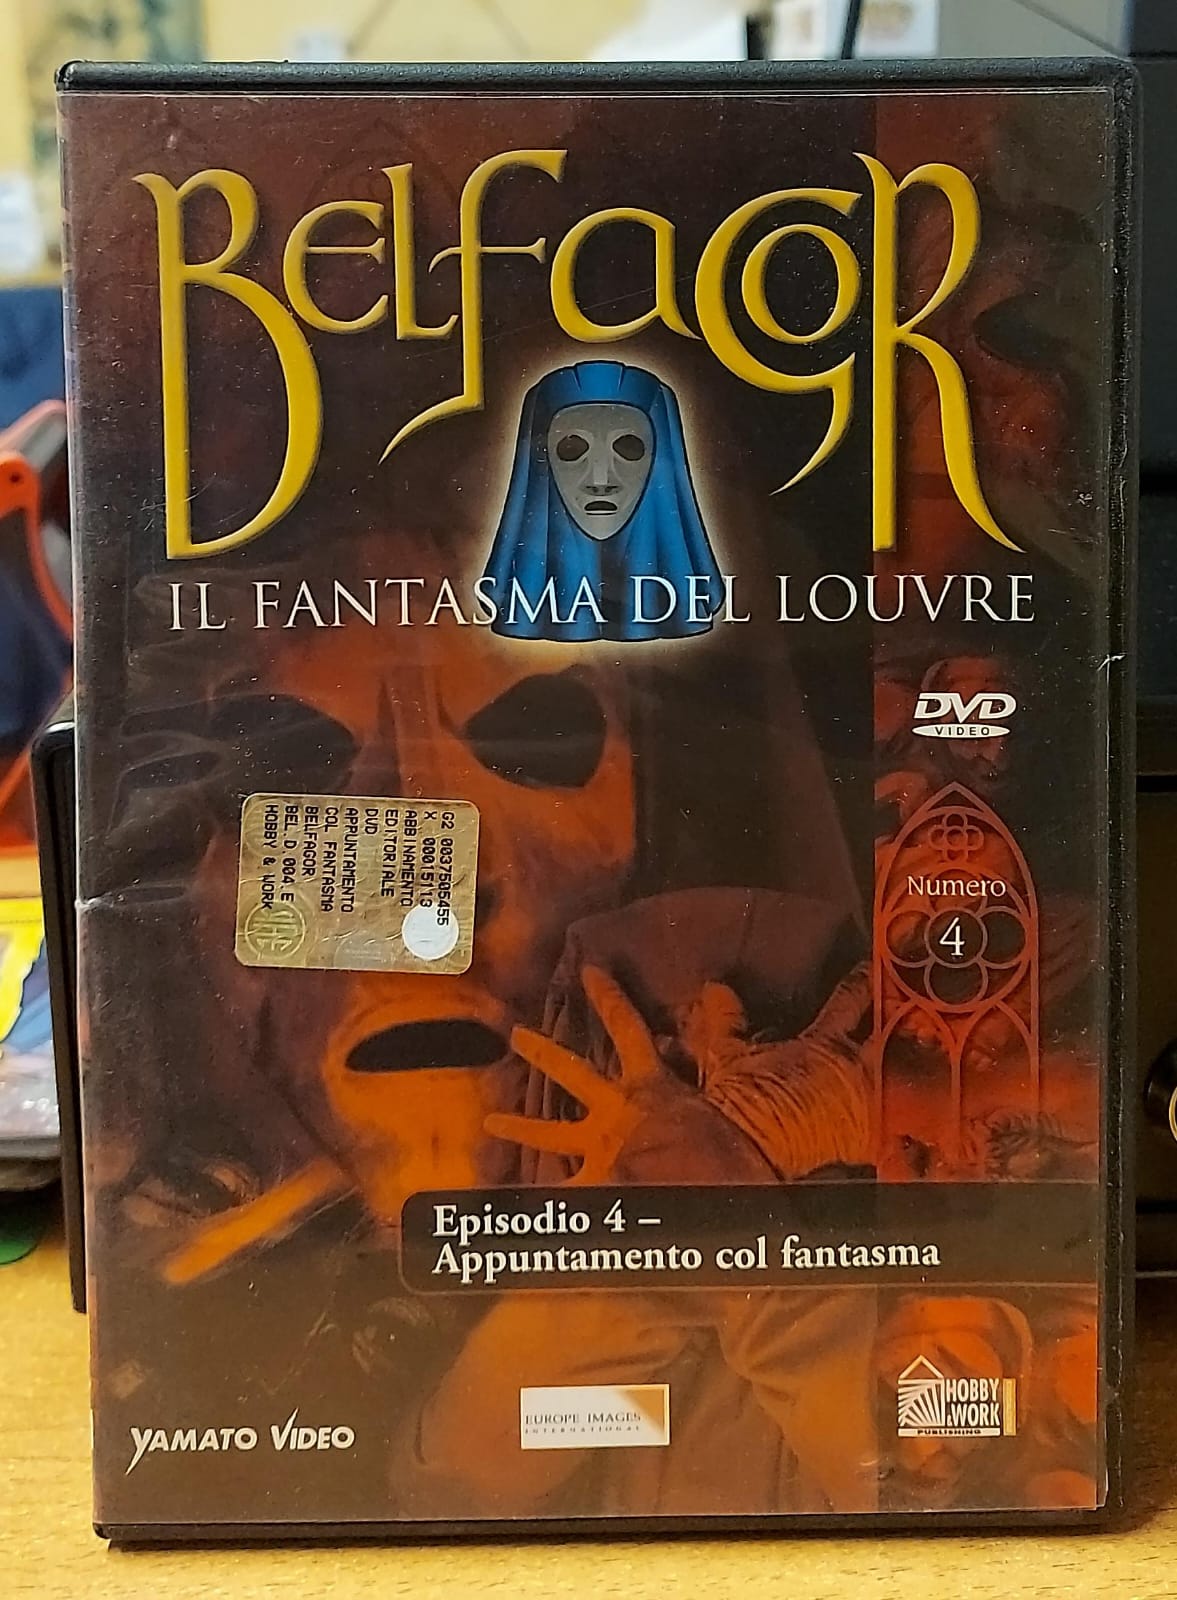 BELFAGOR
IL FANTASMA DEL LOUVRE
DVD
VIDEO
G2 0037505455
X 00015113
ABBINAMENTO
EDITORIALE
DVD
APPUNTAMENTO
COL FANTASMA
BELFAGOR
BEL.D.004.E
HOBBY & WORK
Numero
4
Episodio 4 –
Appuntamento col fantasma
YAMATO VIDEO
EUROPE IMAGES
INTERNATIONAL
HOBBY
&WORK
PUBLISHING